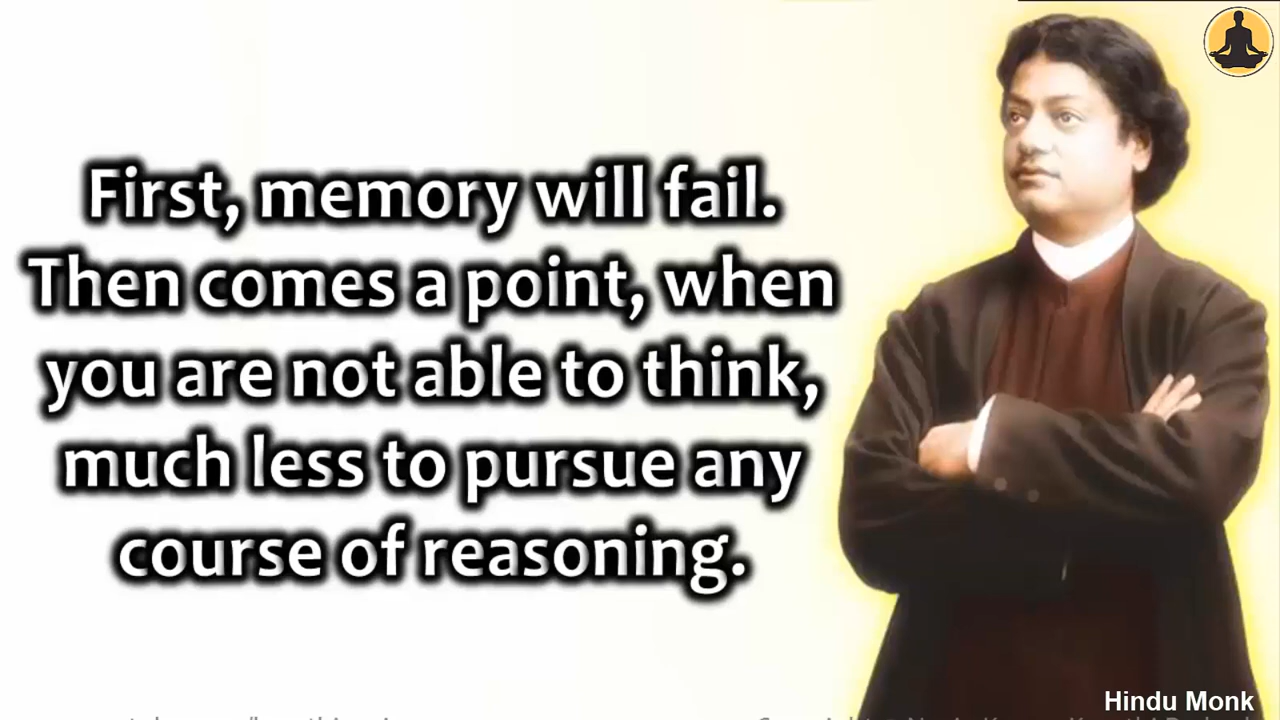 First, memory will fail.
Then comes a point, when
you are not able to think,
much less to pursue any
course of reasoning.
Hindu Monk